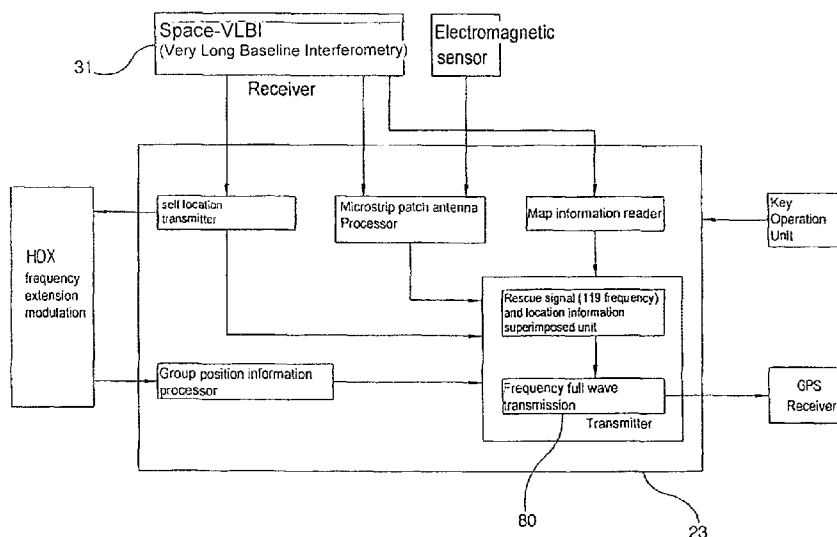 Space-VLBI
(Very Long Baseline Interferometry)
Receiver
31
Electromagnetic
sensor
self location
transmitter
Microstrip patch antenna
Processor
Map information reader
Key
Operation
Unit
HDX
frequency
extension
modulation
Rescue signal (119 frequency)
and location information
superimposed unit
Group position information
processor
Frequency full wave
transmission
Transmitter
GPS
Receiver
80
23